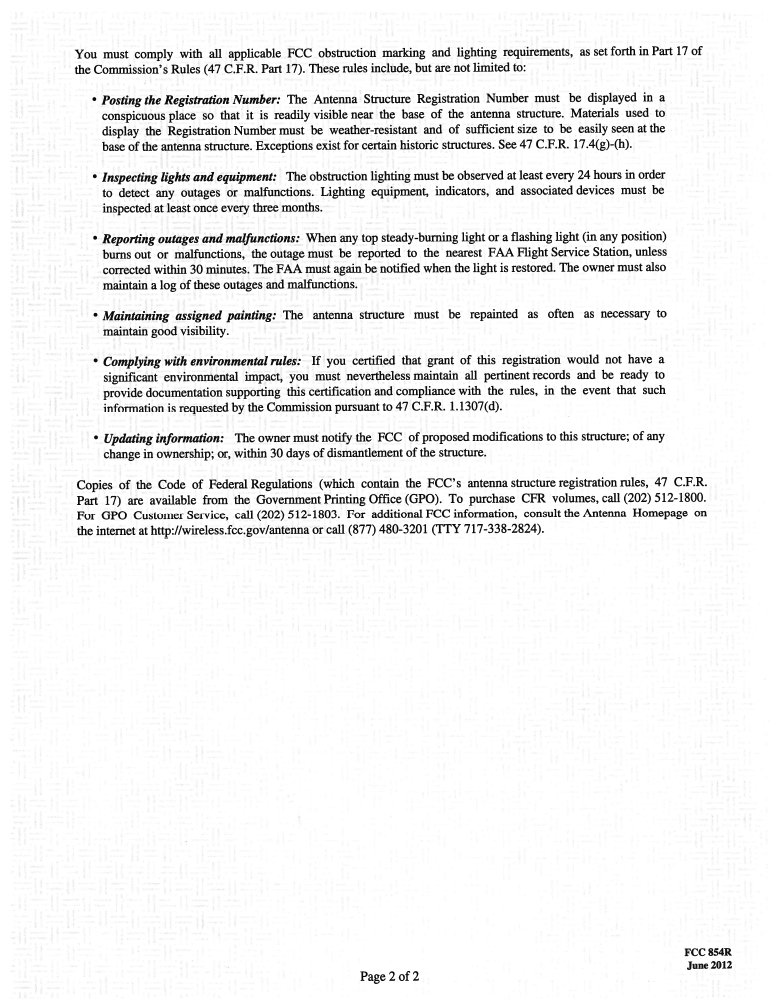 You must comply with all applicable FCC obstruction marking and lighting requirements, as set forth in Part 17 of
the Commission's Rules (47 C.F.R. Part 17). These rules include, but are not limited to:
• Posting the Registration Number: The Antenna Structure Registration Number must be displayed in a
conspicuous place so that it is readily visible near the base of the antenna structure. Materials used to
display the Registration Number must be weather-resistant and of sufficient size to be easily seen at the
base of the antenna structure. Exceptions exist for certain historic structures. See 47 C.F.R. 17.4(g)-(h).
• Inspecting lights and equipment: The obstruction lighting must be observed at least every 24 hours in order
to detect any outages or malfunctions. Lighting equipment, indicators, and associated devices must be
inspected at least once every three months.
• Reporting outages and malfunctions: When any top steady-burning light or a flashing light (in any position)
burns out or malfunctions, the outage must be reported to the nearest FAA Flight Service Station, unless
corrected within 30 minutes. The FAA must again be notified when the light is restored. The owner must also
maintain a log of these outages and malfunctions.
• Maintaining assigned painting: The antenna structure must be repainted as often as necessary to
maintain good visibility.
• Complying with environmental rules: If you certified that grant of this registration would not have a
significant environmental impact, you must nevertheless maintain all pertinent records and be ready to
provide documentation supporting this certification and compliance with the rules, in the event that such
information is requested by the Commission pursuant to 47 C.F.R. 1.1307(d).
• Updating information: The owner must notify the FCC of proposed modifications to this structure; of any
change in ownership; or, within 30 days of dismantlement of the structure.
Copies of the Code of Federal Regulations (which contain the FCC's antenna structure registration rules, 47 C.F.R.
Part 17) are available from the Government Printing Office (GPO). To purchase CFR volumes, call (202) 512-1800.
For GPO Customer Service, call (202) 512-1803. For additional FCC information, consult the Antenna Homepage on
the internet at http://wireless.fcc.gov/antenna or call (877) 480-3201 (TTY 717-338-2824).
FCC 854R
June 2012
Page 2 of 2